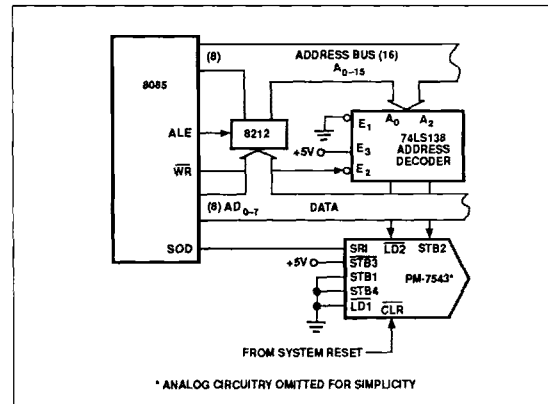 (8)
ADDRESS BUS (16)
A0–15
8085
ALE
8212
E1
A0
A2
74LS138
ADDRESS
DECODER
+5V
E3
E2
WR
(8) AD0–7
DATA
SOD
SRI
LD2
STB2
+5V
STB3
STB1
PM-7543*
STB4
LD1
CLR
FROM SYSTEM RESET
* ANALOG CIRCUITRY OMITTED FOR SIMPLICITY